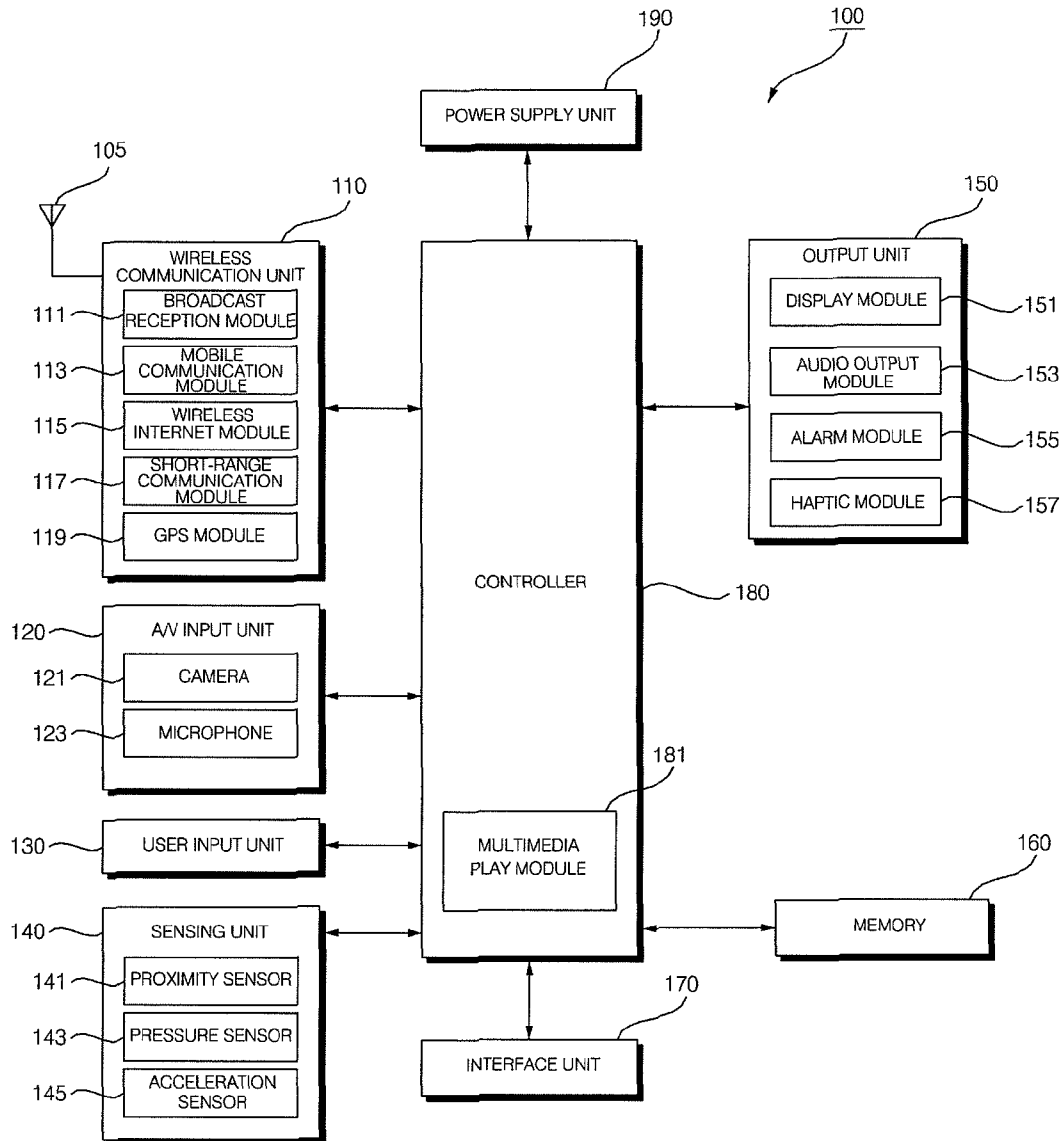 100
190
POWER SUPPLY UNIT
105
110
WIRELESS
COMMUNICATION UNIT
111
BROADCAST
RECEPTION MODULE
113
MOBILE
COMMUNICATION
MODULE
115
WIRELESS
INTERNET MODULE
117
SHORT-RANGE
COMMUNICATION
MODULE
119
GPS MODULE
150
OUTPUT UNIT
DISPLAY MODULE
151
AUDIO OUTPUT
MODULE
153
ALARM MODULE
155
HAPTIC MODULE
157
CONTROLLER
180
120
A/V INPUT UNIT
121
CAMERA
123
MICROPHONE
181
MULTIMEDIA
PLAY MODULE
130
USER INPUT UNIT
160
MEMORY
140
SENSING UNIT
141
PROXIMITY SENSOR
143
PRESSURE SENSOR
145
ACCELERATION
SENSOR
170
INTERFACE UNIT